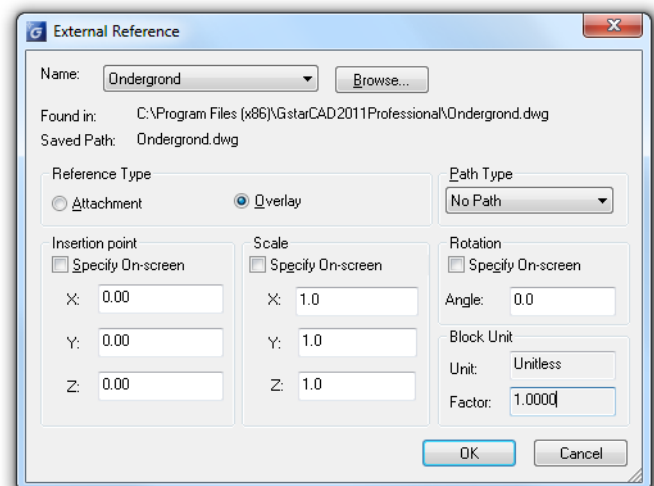 External Reference
Name: Ondergrond Browse...
Found in: C:\Program Files (x86)\GstarCAD2011Professional\Ondergrond.dwg
Saved Path: Ondergrond.dwg
Reference Type Path Type
Attachment Overlay No Path
Insertion point Scale Rotation
Specify On-screen Specify On-screen Specify On-screen
X: 0.00 X: 1.0 Angle: 0.0
Y: 0.00 Y: 1.0 Block Unit
Unit: Unitless
Z: 0.00 Z: 1.0 Factor: 1.0000
OK Cancel